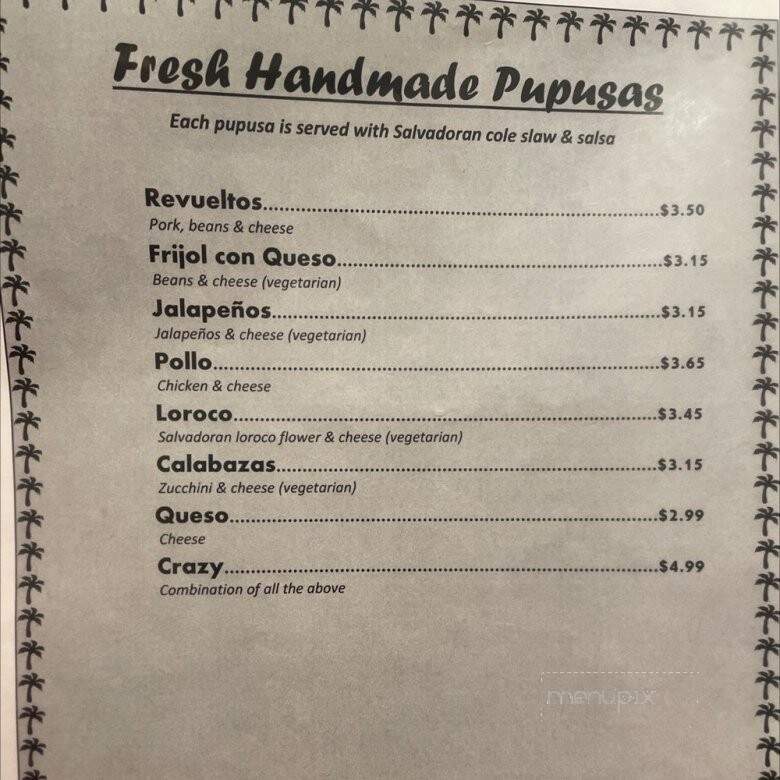 Fresh Handmade Pupusas
Each pupusa is served with Salvadoran cole slaw & salsa
Revueltos........................................................................$3.50
Pork, beans & cheese
Frijol con Queso............................................................$3.15
Beans & cheese (vegetarian)
Jalapeños.......................................................................$3.15
Jalapeños & cheese (vegetarian)
Pollo................................................................................$3.65
Chicken & cheese
Loroco............................................................................$3.45
Salvadoran loroco flower & cheese (vegetarian)
Calabazas......................................................................$3.15
Zucchini & cheese (vegetarian)
Queso.............................................................................$2.99
Cheese
Crazy..............................................................................$4.99
Combination of all the above
menupix